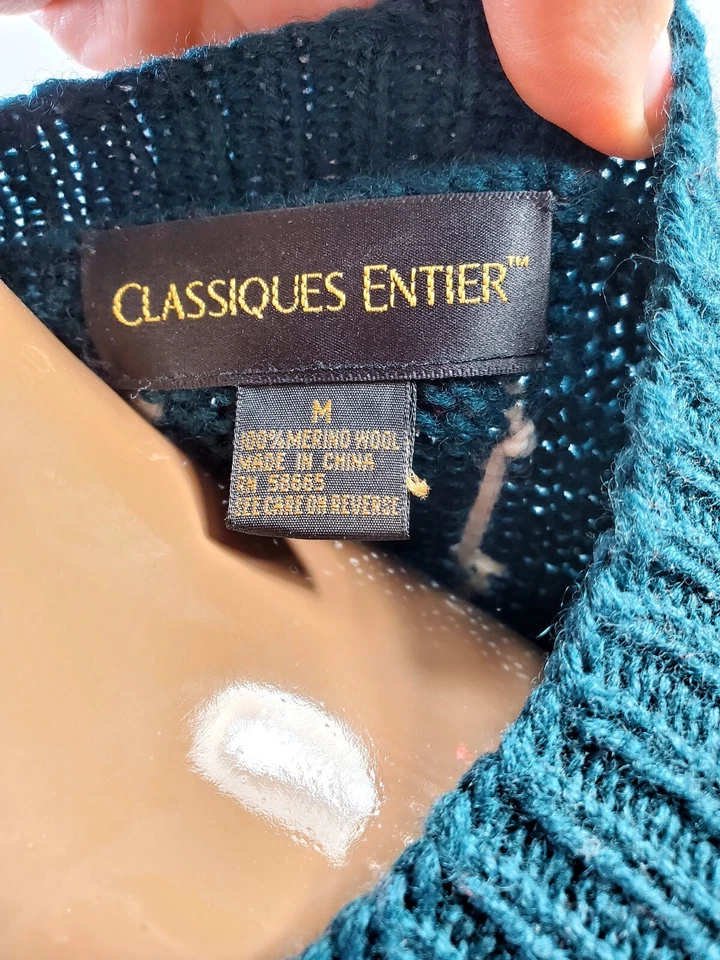 CLASSIQUES ENTIER™
M
100% MERINO WOOL
MADE IN CHINA
RN 58665
SEE CARE ON REVERSE